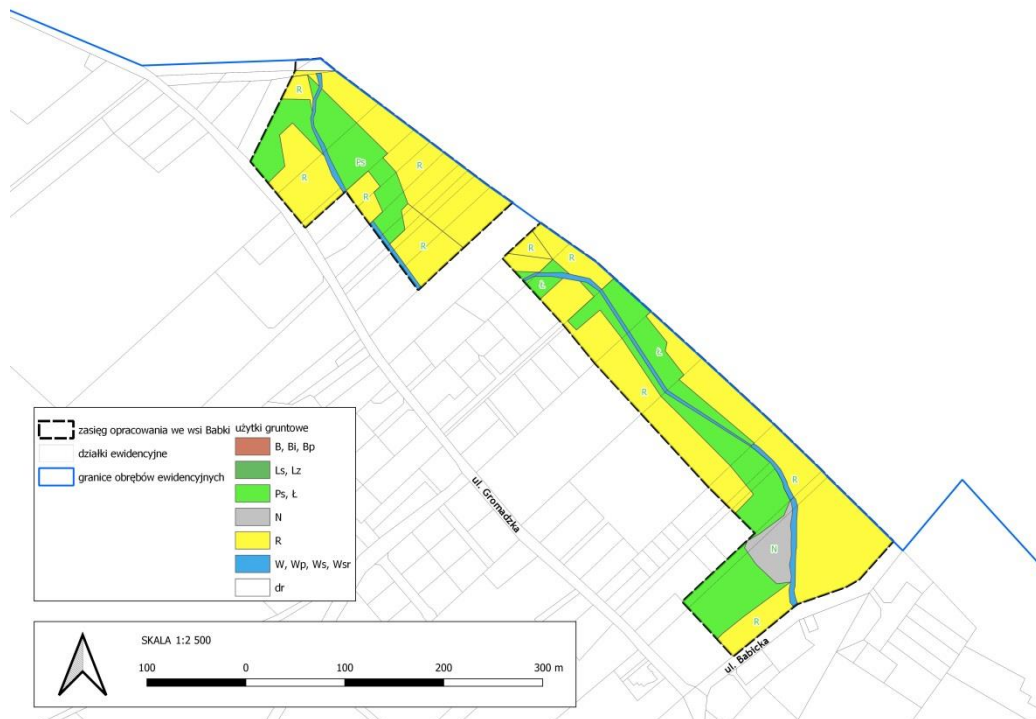 R
Ps
R
R
R
R
R
R
Ł
Ł
R
R
N
R
ul. Gromadzka
ul. Babicka
zasięg opracowania we wsi Babki
działki ewidencyjne
granice obrębów ewidencyjnych
użytki gruntowe
B, Bi, Bp
Ls, Lz
Ps, Ł
N
R
W, Wp, Ws, Wsr
dr
SKALA 1:2 500
100 0 100 200 300 m